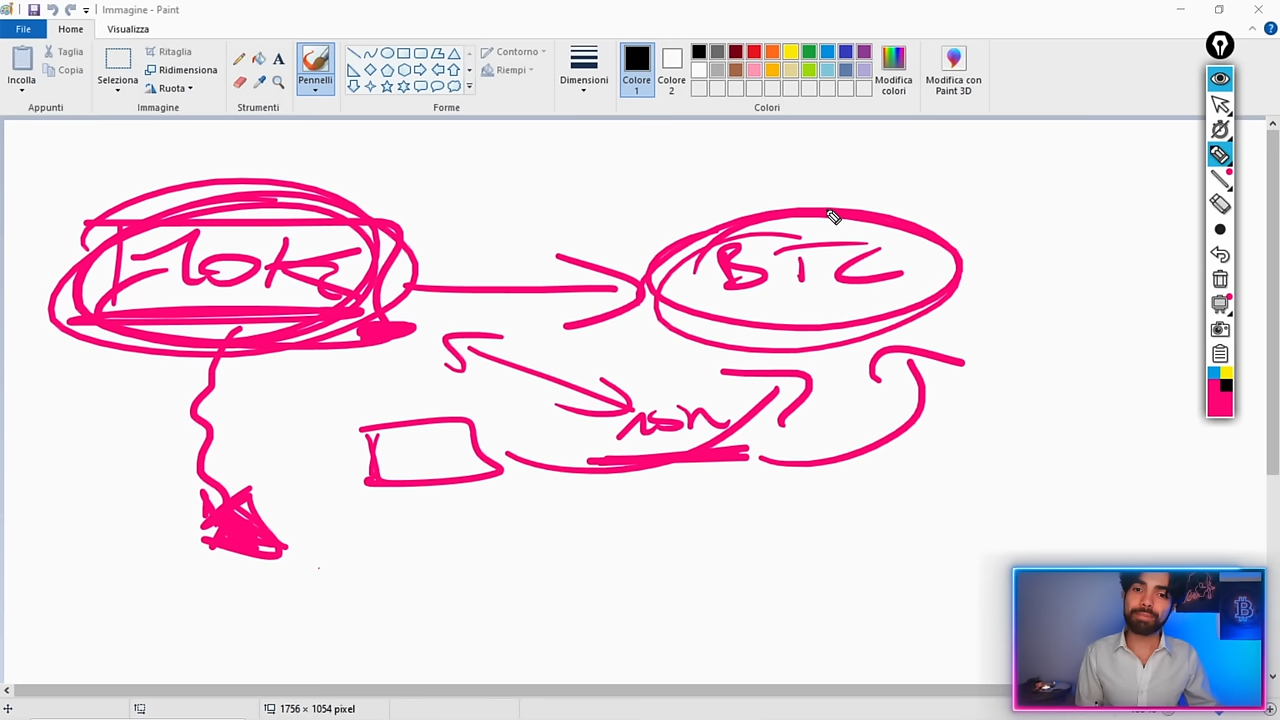 Immagine - Paint
File Home Visualizza
Incolla
Taglia
Copia
Appunti
Seleziona
Ritaglia
Ridimensiona
Ruota
Immagine
Strumenti
Pennelli
Contorno
Riempi
Forme
Dimensioni
Colore 1
Colore 2
Modifica colori
Colori
Modifica con Paint 3D
BTC
non
1756 × 1054 pixel